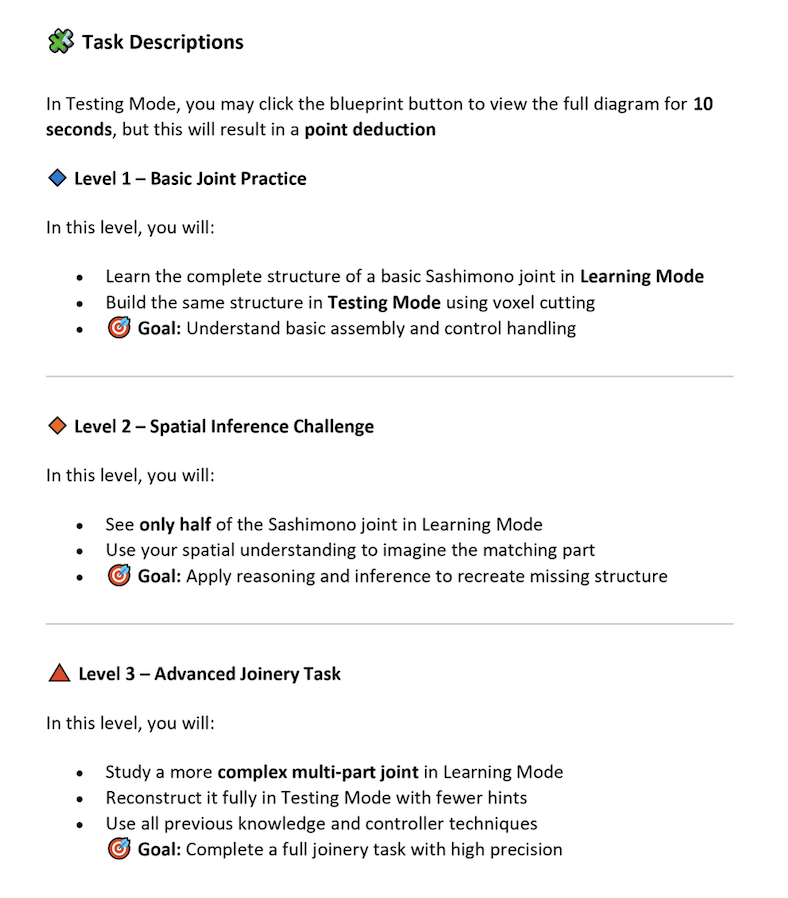 Task Descriptions
In Testing Mode, you may click the blueprint button to view the full diagram for 10
seconds, but this will result in a point deduction
Level 1 – Basic Joint Practice
In this level, you will:
• Learn the complete structure of a basic Sashimono joint in Learning Mode
• Build the same structure in Testing Mode using voxel cutting
• Goal: Understand basic assembly and control handling
Level 2 – Spatial Inference Challenge
In this level, you will:
• See only half of the Sashimono joint in Learning Mode
• Use your spatial understanding to imagine the matching part
• Goal: Apply reasoning and inference to recreate missing structure
Level 3 – Advanced Joinery Task
In this level, you will:
• Study a more complex multi-part joint in Learning Mode
• Reconstruct it fully in Testing Mode with fewer hints
• Use all previous knowledge and controller techniques
Goal: Complete a full joinery task with high precision